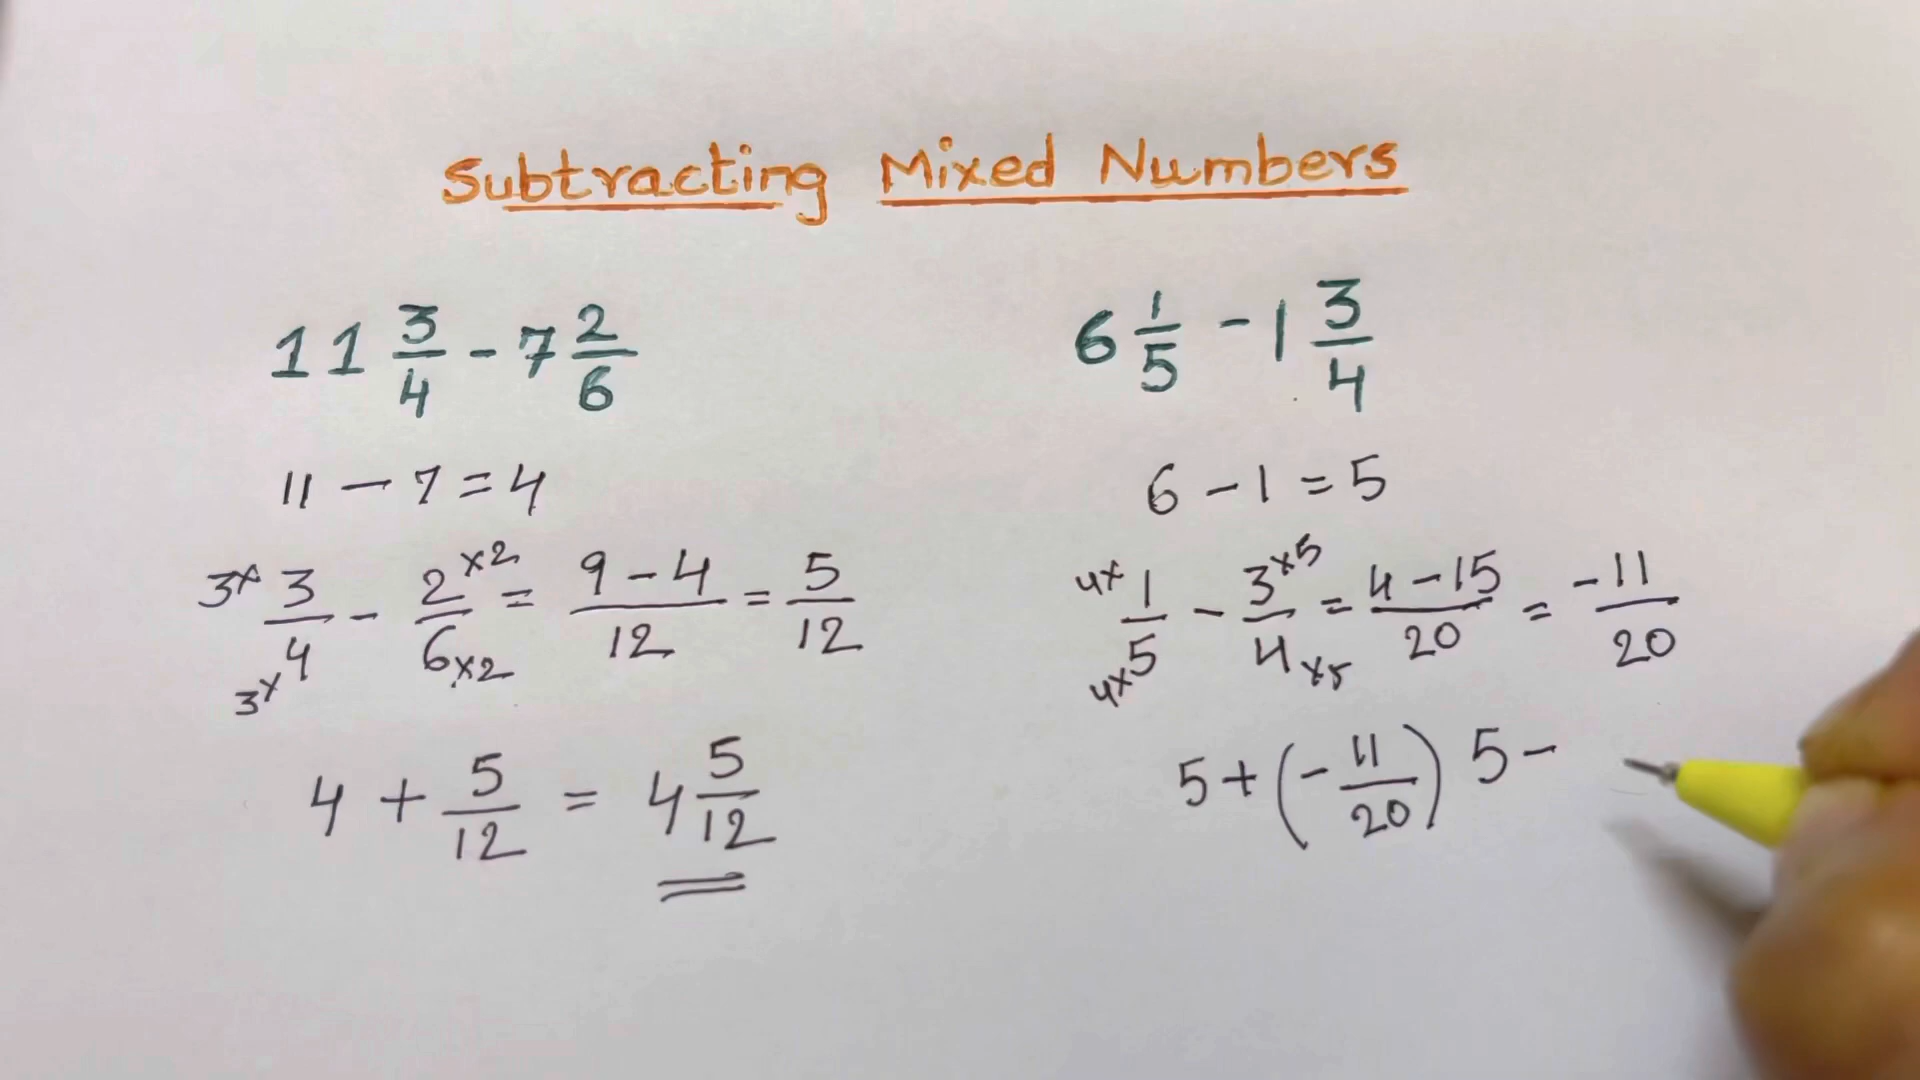 Subtracting Mixed Numbers
11 3/4 - 7 2/6
11 - 7 = 4
3× 3/3× 4 - 2 ×2/6 ×2 = 9 - 4/12 = 5/12
4 + 5/12 = 4 5/12
6 1/5 - 1 3/4
6 - 1 = 5
4× 1/4× 5 - 3 ×5/4 ×5 = 4 - 15/20 = -11/20
5 + (- 11/20) 5 -